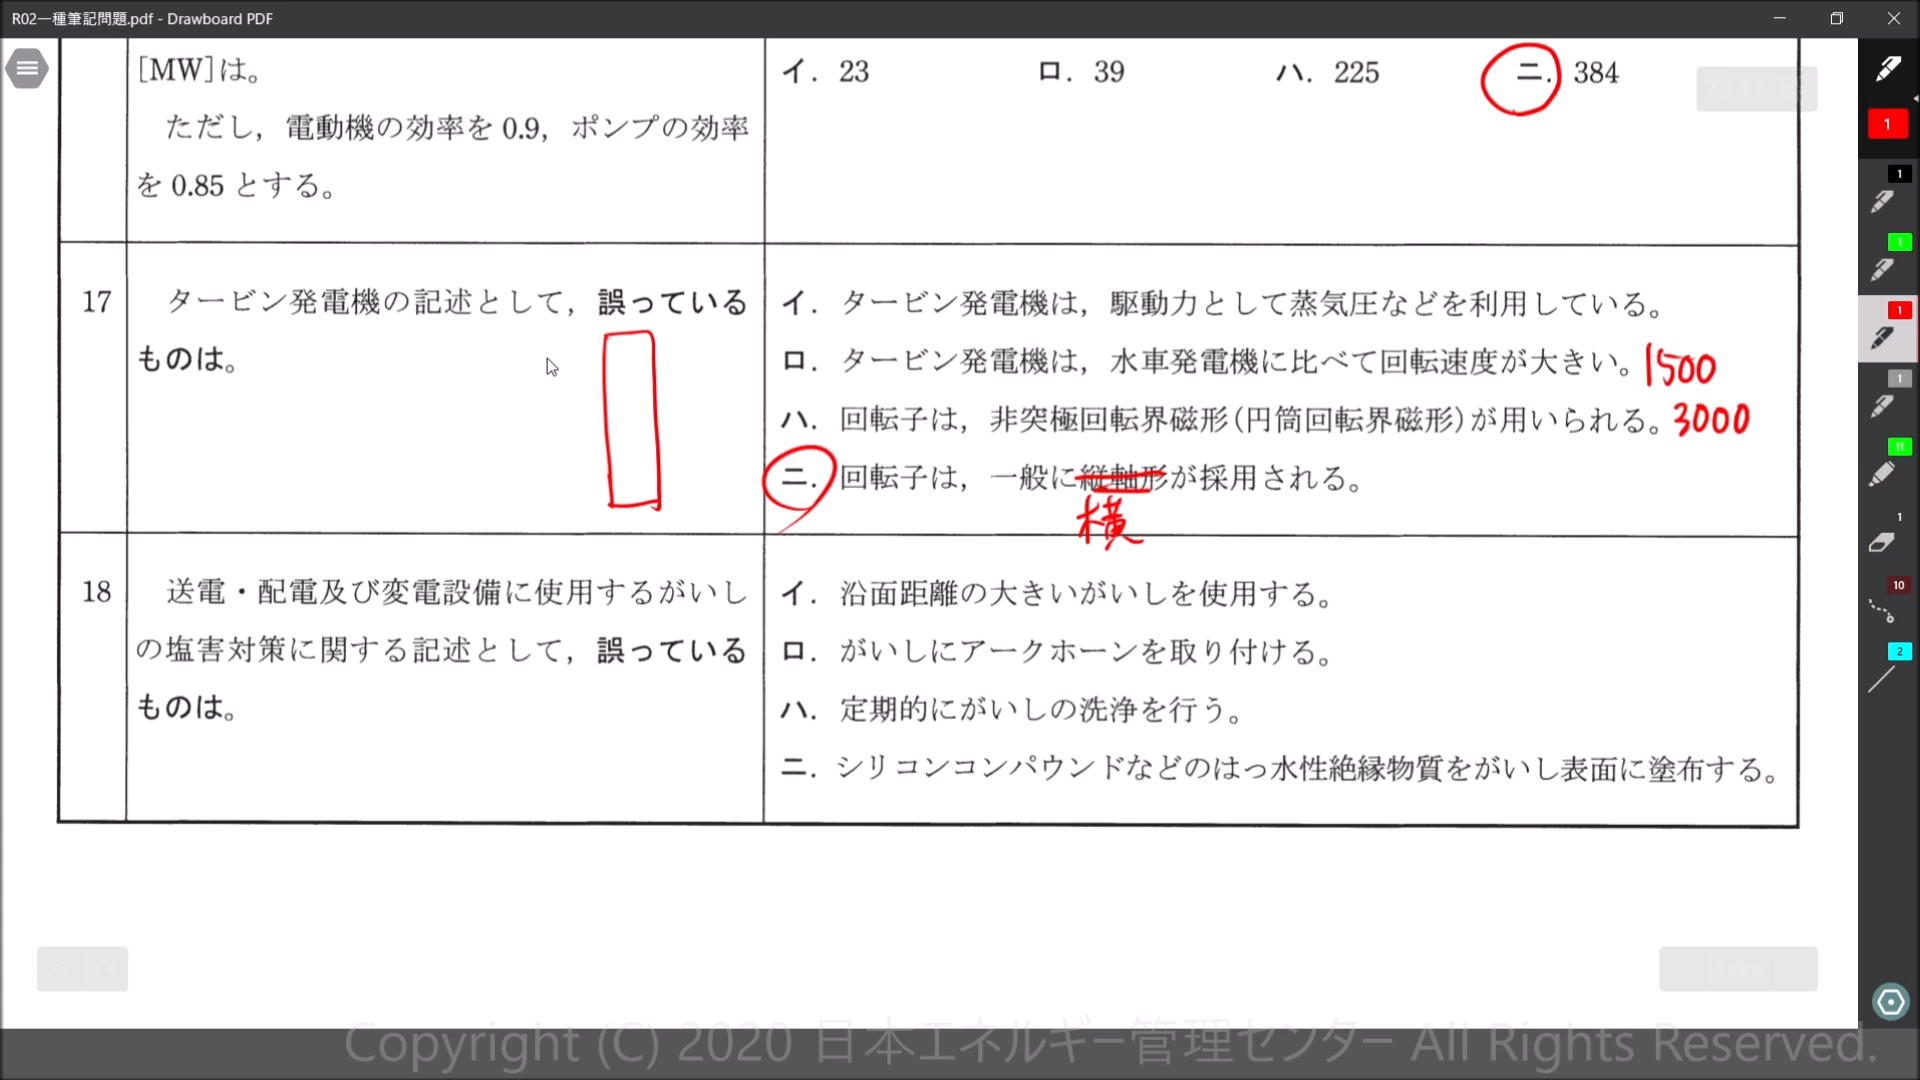 R02一種筆記問題.pdf - Drawboard PDF
[MW]は。
ただし，電動機の効率を 0.9，ポンプの効率
を 0.85 とする。
イ．23 ロ．39 ハ．225 ニ．384
17
タービン発電機の記述として，誤っている
ものは。
イ．タービン発電機は，駆動力として蒸気圧などを利用している。
ロ．タービン発電機は，水車発電機に比べて回転速度が大きい。1500
ハ．回転子は，非突極回転界磁形(円筒回転界磁形)が用いられる。3000
ニ．回転子は，一般に縦軸形が採用される。
横
18
送電・配電及び変電設備に使用するがいし
の塩害対策に関する記述として，誤っている
ものは。
イ．沿面距離の大きいがいしを使用する。
ロ．がいしにアークホーンを取り付ける。
ハ．定期的にがいしの洗浄を行う。
ニ．シリコンコンパウンドなどのはっ水性絶縁物質をがいし表面に塗布する。
1
1
1
1
1
11
1
10
2
Copyright (C) 2020 日本エネルギー管理センター All Rights Reserved.